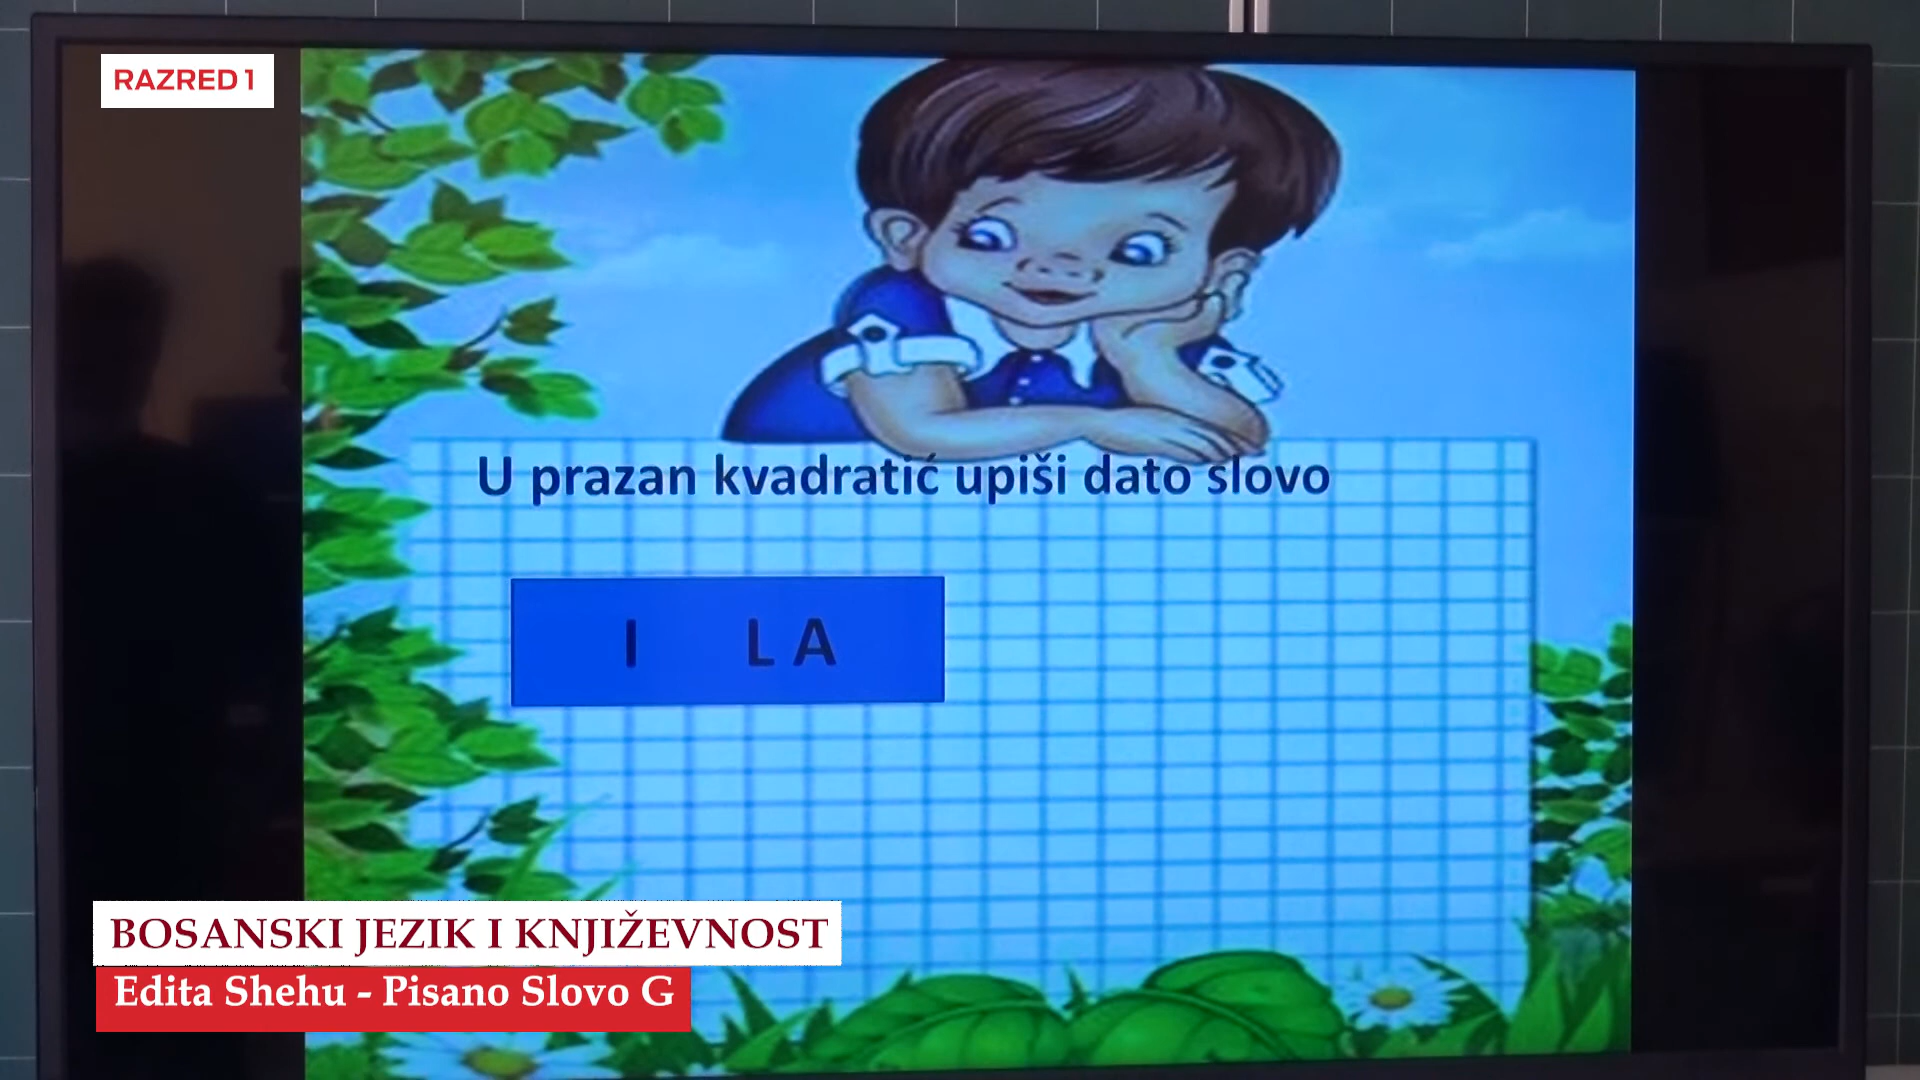 RAZRED 1
U prazan kvadratić upiši dato slovo
I LA
BOSANSKI JEZIK I KNJIŽEVNOST
Edita Shehu - Pisano Slovo G